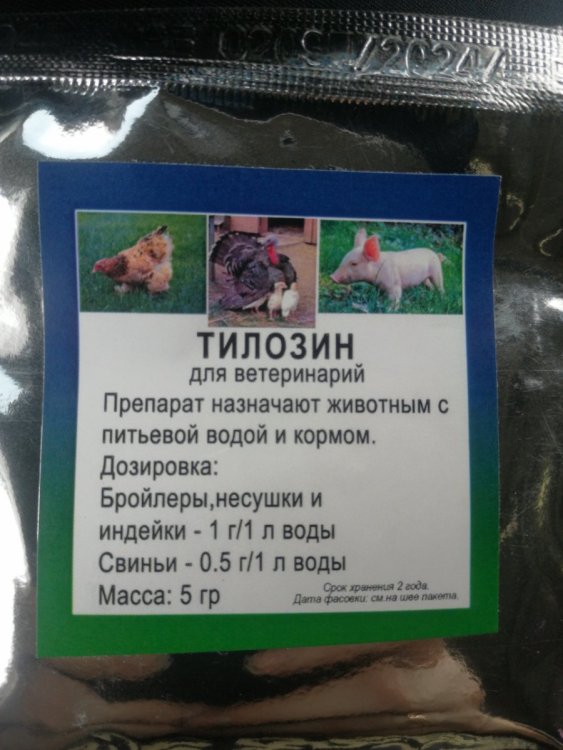 /2024/
ТИЛОЗИН
для ветеринарий
Препарат назначают животным с
питьевой водой и кормом.
Дозировка:
Бройлеры,несушки и
индейки - 1 г/1 л воды
Свиньи - 0.5 г/1 л воды
Масса: 5 гр
Срок хранения 2 года.
Дата фасовки: см.на шве пакета.